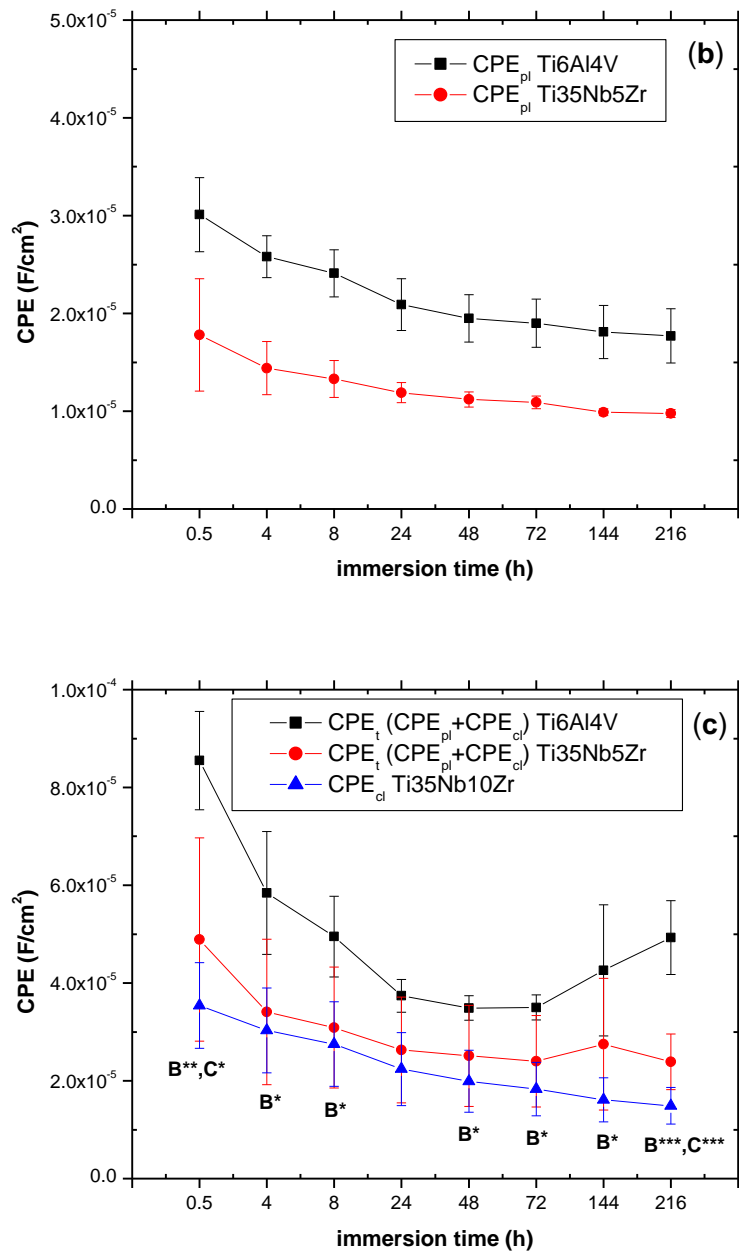 5.0x10⁻⁵
(b)
CPEpl Ti6Al4V
CPEpl Ti35Nb5Zr
4.0x10⁻⁵
3.0x10⁻⁵
CPE (F/cm²)
2.0x10⁻⁵
1.0x10⁻⁵
0.0
0.5 4 8 24 48 72 144 216
immersion time (h)
1.0x10⁻⁴
(c)
CPEt (CPEpl+CPEcl) Ti6Al4V
CPEt (CPEpl+CPEcl) Ti35Nb5Zr
CPEcl Ti35Nb10Zr
8.0x10⁻⁵
6.0x10⁻⁵
CPE (F/cm²)
4.0x10⁻⁵
2.0x10⁻⁵
B**,C* B* B* B* B* B* B***,C***
0.0
0.5 4 8 24 48 72 144 216
immersion time (h)